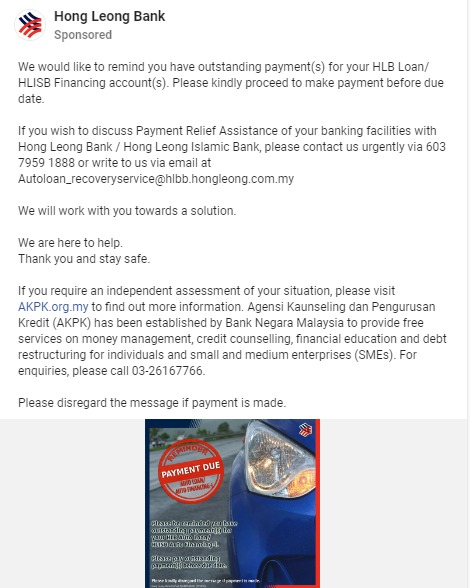 Hong Leong Bank
Sponsored
We would like to remind you have outstanding payment(s) for your HLB Loan/
HLISB Financing account(s). Please kindly proceed to make payment before due
date.
If you wish to discuss Payment Relief Assistance of your banking facilities with
Hong Leong Bank / Hong Leong Islamic Bank, please contact us urgently via 603
7959 1888 or write to us via email at
Autoloan_recoveryservice@hlbb.hongleong.com.my
We will work with you towards a solution.
We are here to help.
Thank you and stay safe.
If you require an independent assessment of your situation, please visit
AKPK.org.my to find out more information. Agensi Kaunseling dan Pengurusan
Kredit (AKPK) has been established by Bank Negara Malaysia to provide free
services on money management, credit counselling, financial education and debt
restructuring for individuals and small and medium enterprises (SMEs). For
enquiries, please call 03-26167766.
Please disregard the message if payment is made.
REMINDER
PAYMENT DUE
AUTO LOAN/
AUTO FINANCING-i
Please be reminded you have
outstanding payment(s) for
your HLB Auto Loan/
HLISB Auto Financing-i.
Please pay outstanding
payment(s) before due date.
Please kindly disregard the message if payment is made.